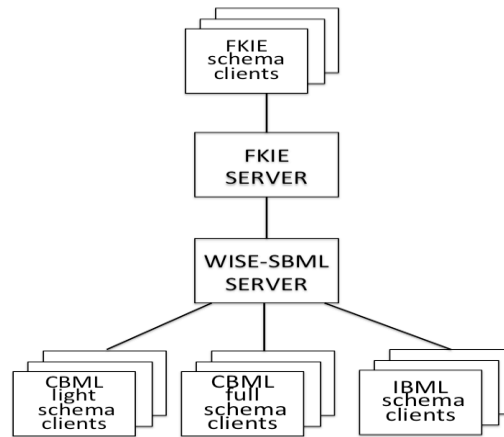 FKIE
schema
clients
FKIE
SERVER
WISE-SBML
SERVER
CBML
light
schema
clients
CBML
full
schema
clients
IBML
schema
clients